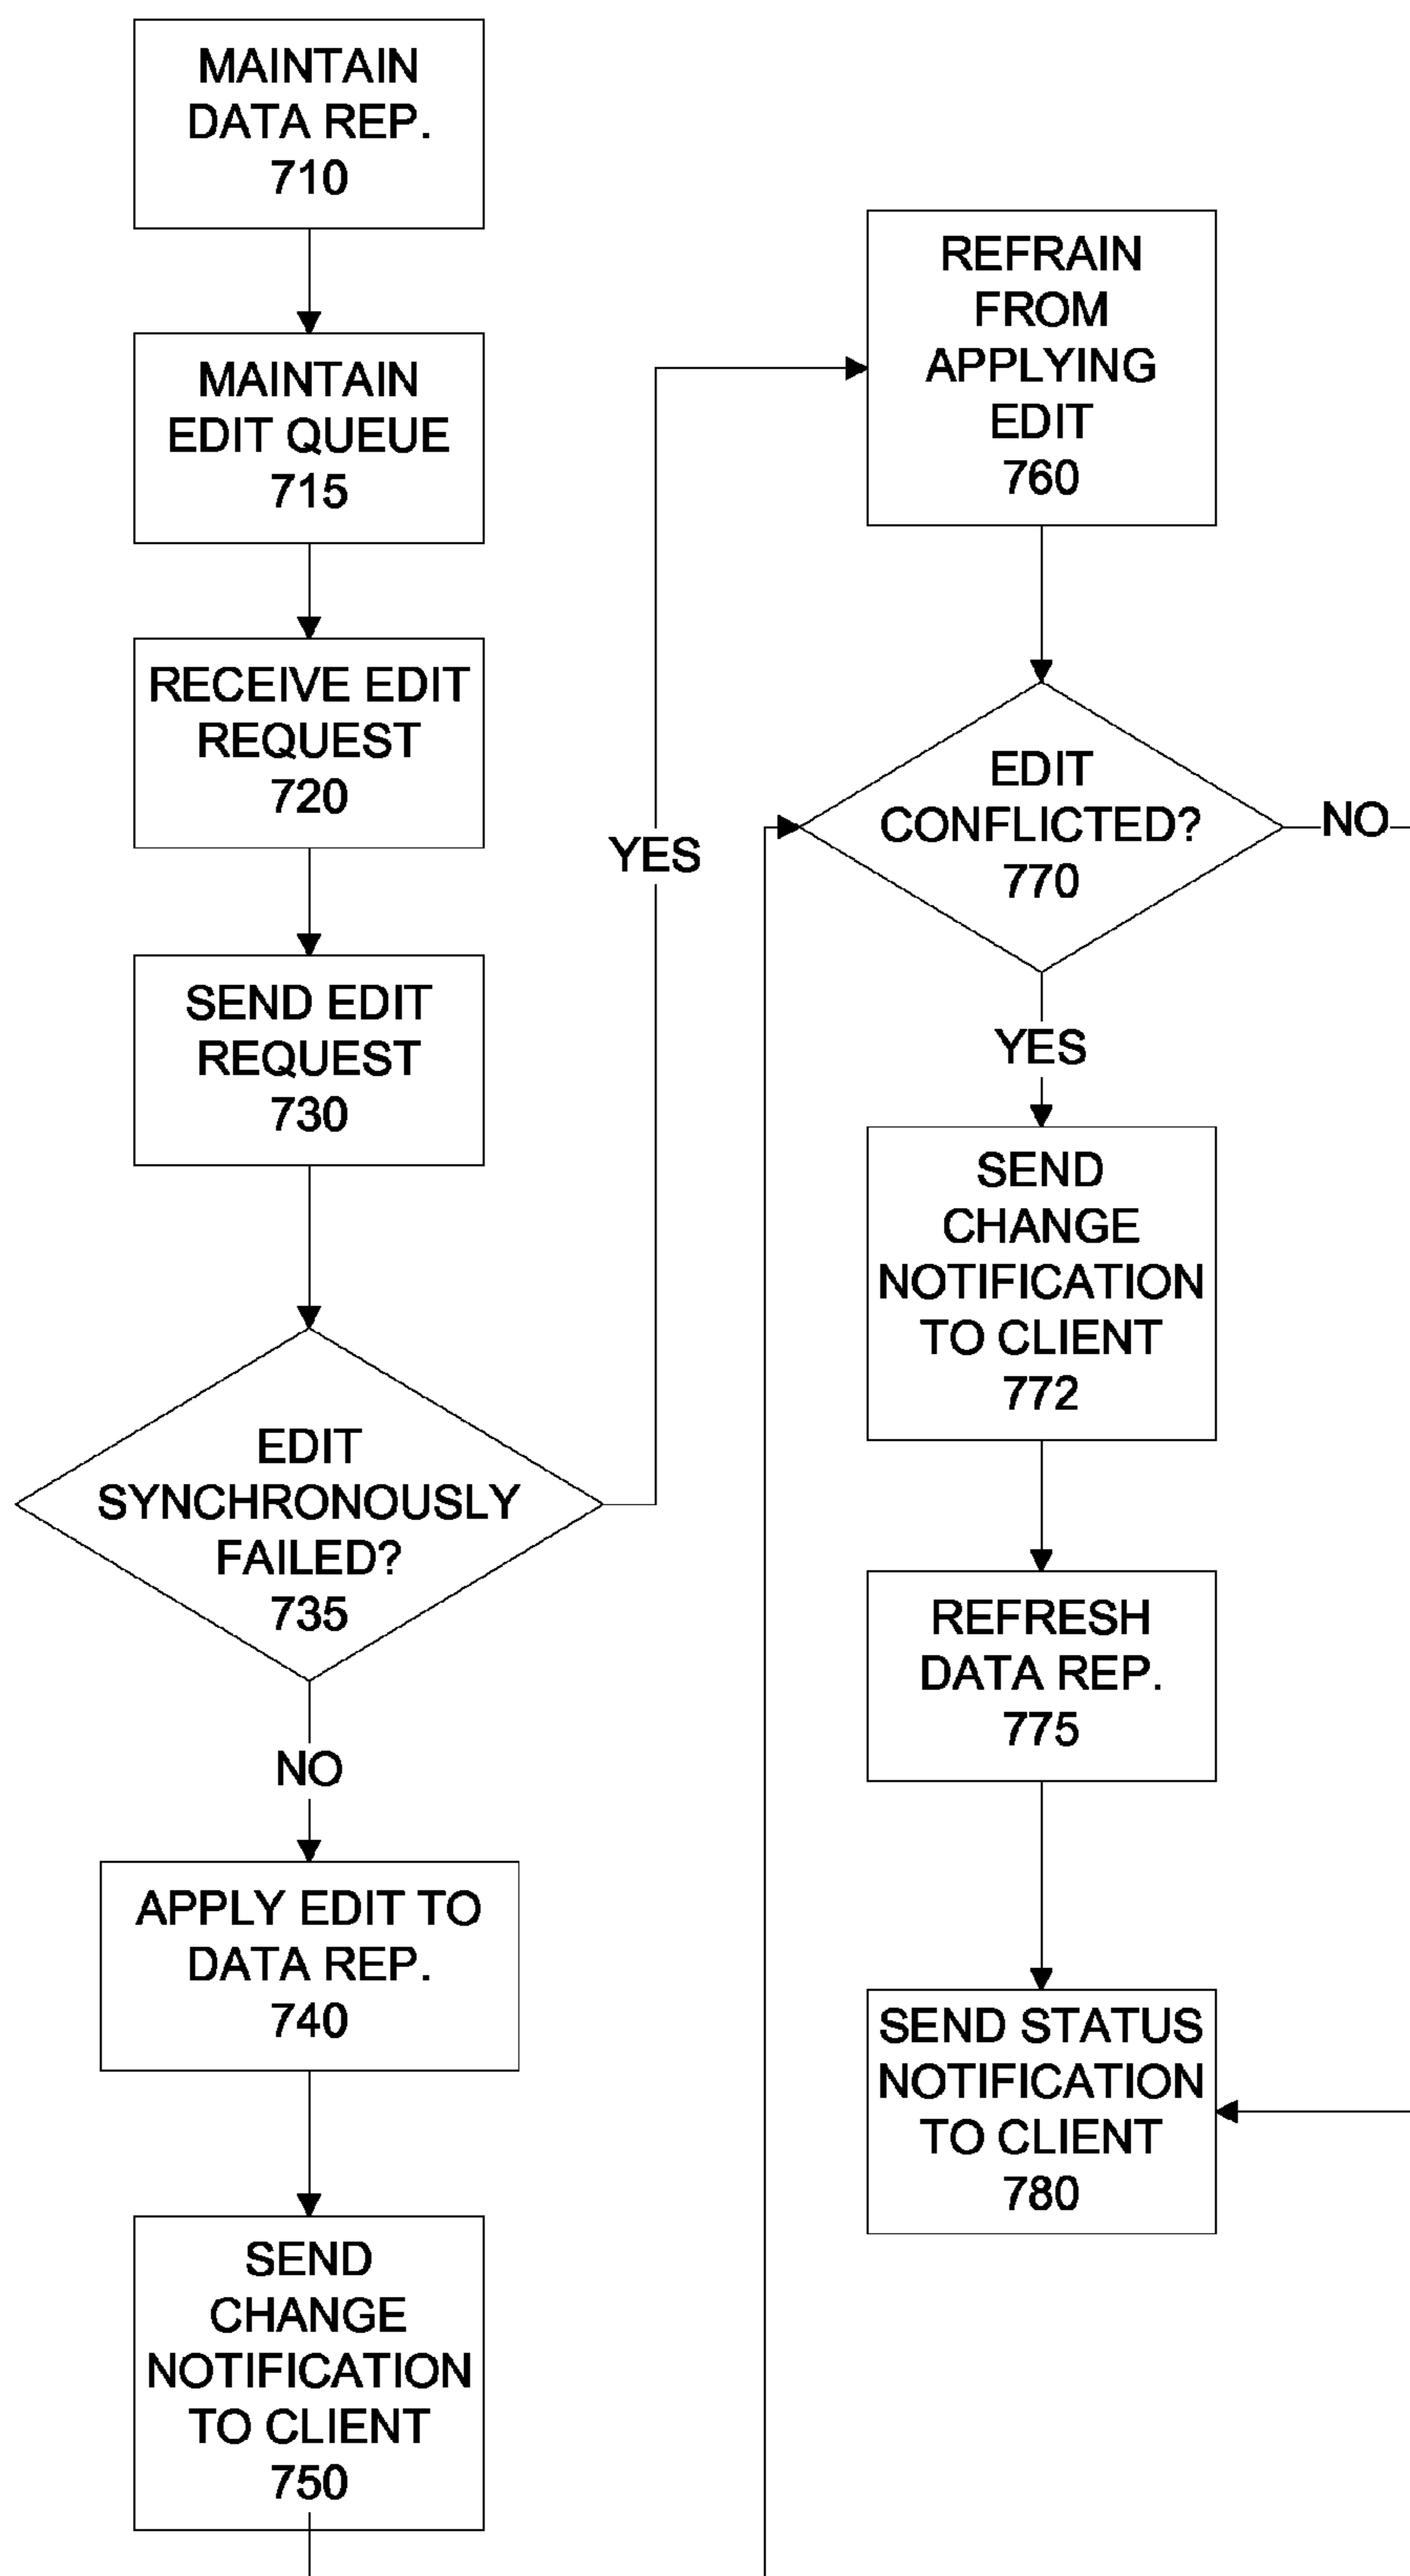 MAINTAIN
DATA REP.
710
MAINTAIN
EDIT QUEUE
715
RECEIVE EDIT
REQUEST
720
SEND EDIT
REQUEST
730
EDIT
SYNCHRONOUSLY
FAILED?
735
YES
NO
APPLY EDIT TO
DATA REP.
740
SEND
CHANGE
NOTIFICATION
TO CLIENT
750
REFRAIN
FROM
APPLYING
EDIT
760
EDIT
CONFLICTED?
770
NO
YES
SEND
CHANGE
NOTIFICATION
TO CLIENT
772
REFRESH
DATA REP.
775
SEND STATUS
NOTIFICATION
TO CLIENT
780